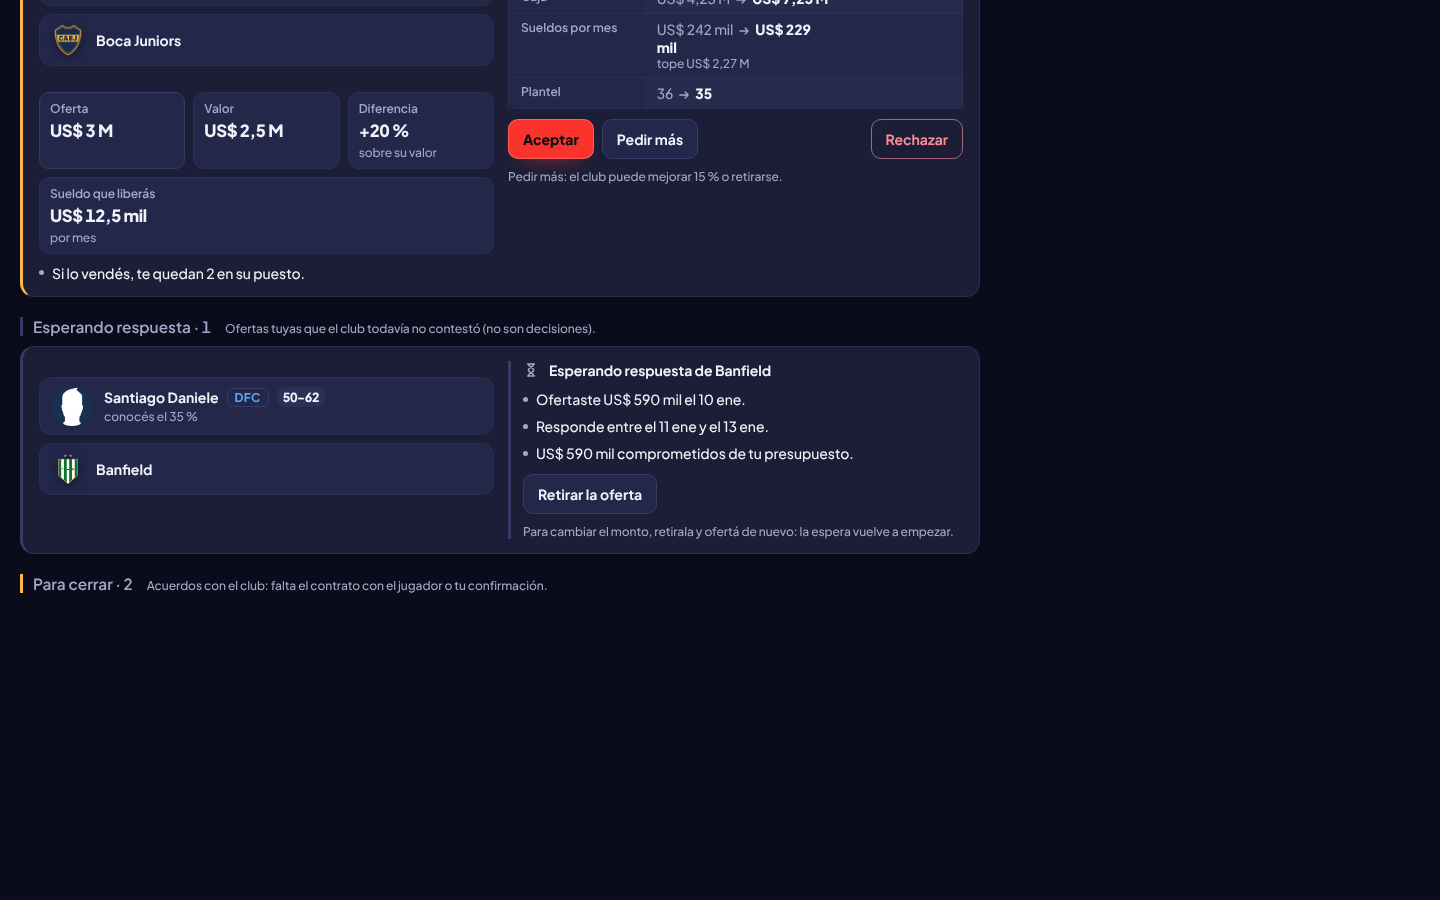 Boca Juniors
Oferta
US$ 3 M
Valor
US$ 2,5 M
Diferencia
+20 %
sobre su valor
Sueldo que liberás
US$ 12,5 mil
por mes
Si lo vendés, te quedan 2 en su puesto.
Sueldos por mes
US$ 242 mil → US$ 229
mil
tope US$ 2,27 M
Plantel
36 → 35
Aceptar
Pedir más
Rechazar
Pedir más: el club puede mejorar 15 % o retirarse.
Esperando respuesta · 1 Ofertas tuyas que el club todavía no contestó (no son decisiones).
Santiago Daniele DFC 50–62
conocés el 35 %
Banfield
Esperando respuesta de Banfield
Ofertaste US$ 590 mil el 10 ene.
Responde entre el 11 ene y el 13 ene.
US$ 590 mil comprometidos de tu presupuesto.
Retirar la oferta
Para cambiar el monto, retirala y ofertá de nuevo: la espera vuelve a empezar.
Para cerrar · 2 Acuerdos con el club: falta el contrato con el jugador o tu confirmación.